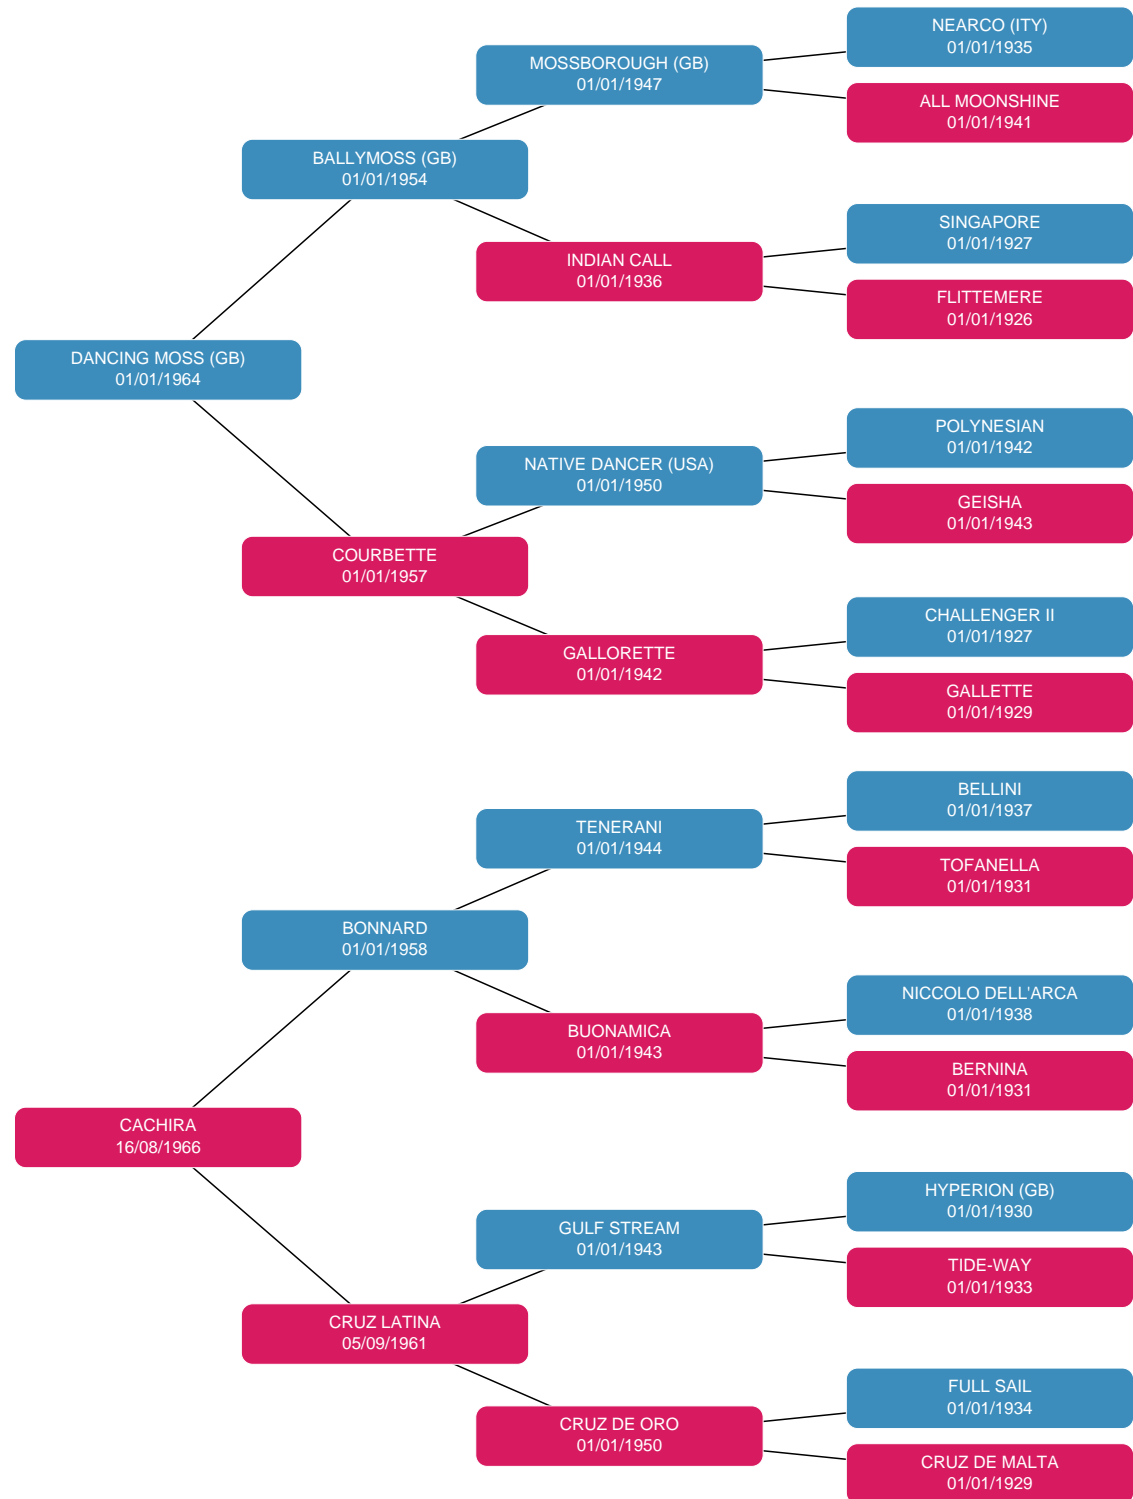 NEARCO (ITY)
01/01/1935
MOSSBOROUGH (GB)
01/01/1947
ALL MOONSHINE
01/01/1941
BALLYMOSS (GB)
01/01/1954
SINGAPORE
01/01/1927
INDIAN CALL
01/01/1936
FLITTEMERE
01/01/1926
DANCING MOSS (GB)
01/01/1964
POLYNESIAN
01/01/1942
NATIVE DANCER (USA)
01/01/1950
GEISHA
01/01/1943
COURBETTE
01/01/1957
CHALLENGER II
01/01/1927
GALLORETTE
01/01/1942
GALLETTE
01/01/1929
BELLINI
01/01/1937
TENERANI
01/01/1944
TOFANELLA
01/01/1931
BONNARD
01/01/1958
NICCOLO DELL'ARCA
01/01/1938
BUONAMICA
01/01/1943
BERNINA
01/01/1931
CACHIRA
16/08/1966
HYPERION (GB)
01/01/1930
GULF STREAM
01/01/1943
TIDE-WAY
01/01/1933
CRUZ LATINA
05/09/1961
FULL SAIL
01/01/1934
CRUZ DE ORO
01/01/1950
CRUZ DE MALTA
01/01/1929